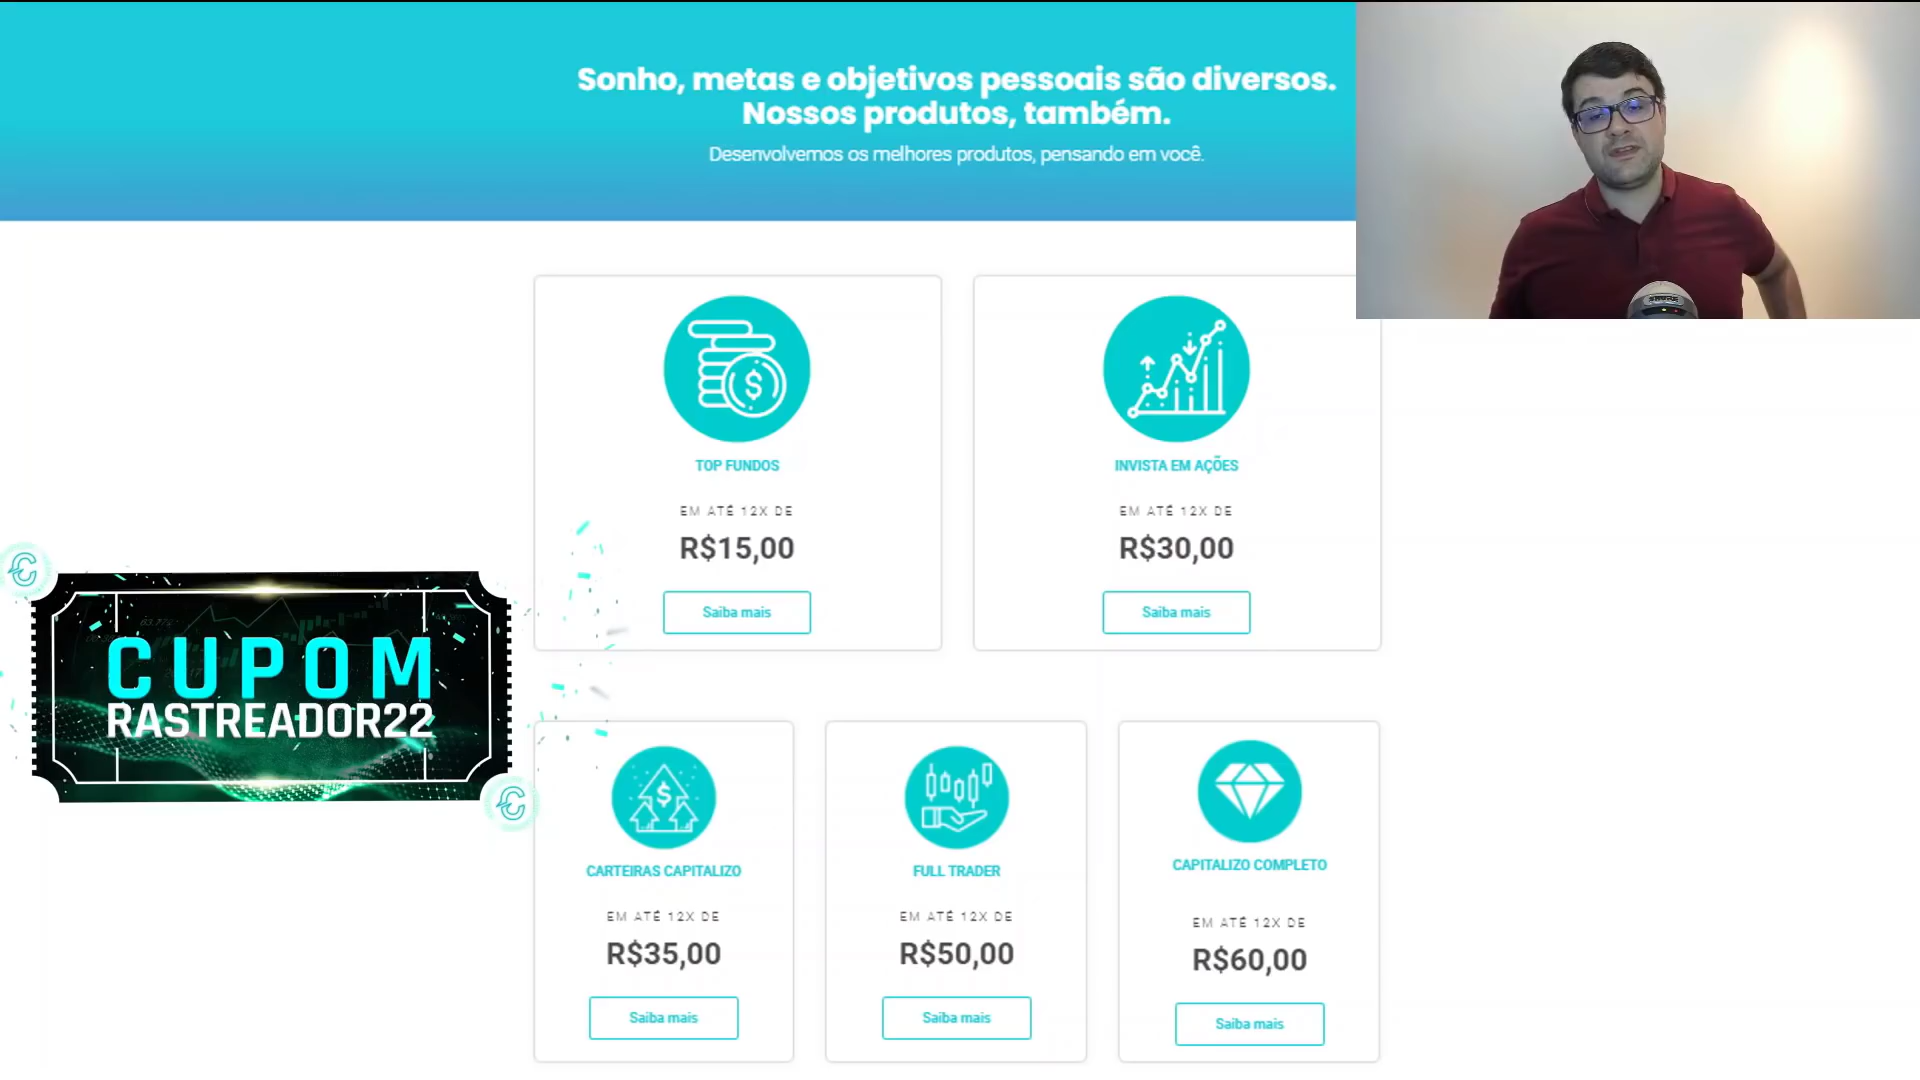 Sonho, metas e objetivos pessoais são diversos.
Nossos produtos, também.
Desenvolvemos os melhores produtos, pensando em você.
TOP FUNDOS
EM ATÉ 12X DE
R$15,00
Saiba mais
INVISTA EM AÇÕES
EM ATÉ 12X DE
R$30,00
Saiba mais
CUPOM
RASTREADOR22
CARTEIRAS CAPITALIZO
EM ATÉ 12X DE
R$35,00
Saiba mais
FULL TRADER
EM ATÉ 12X DE
R$50,00
Saiba mais
CAPITALIZO COMPLETO
EM ATÉ 12X DE
R$60,00
Saiba mais
SHURE